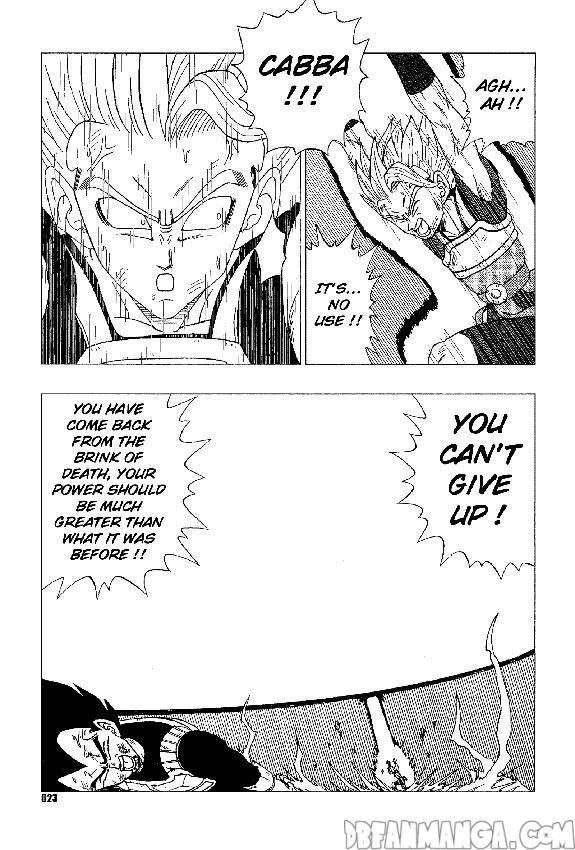 CABBA
!!!
AGH...
AH !!
IT'S...
NO
USE !!
YOU
CAN'T
GIVE
UP !
YOU HAVE
COME BACK
FROM THE
BRINK OF
DEATH, YOUR
POWER SHOULD
BE MUCH
GREATER THAN
WHAT IT WAS
BEFORE !!
023
DBFANMANGA.COM